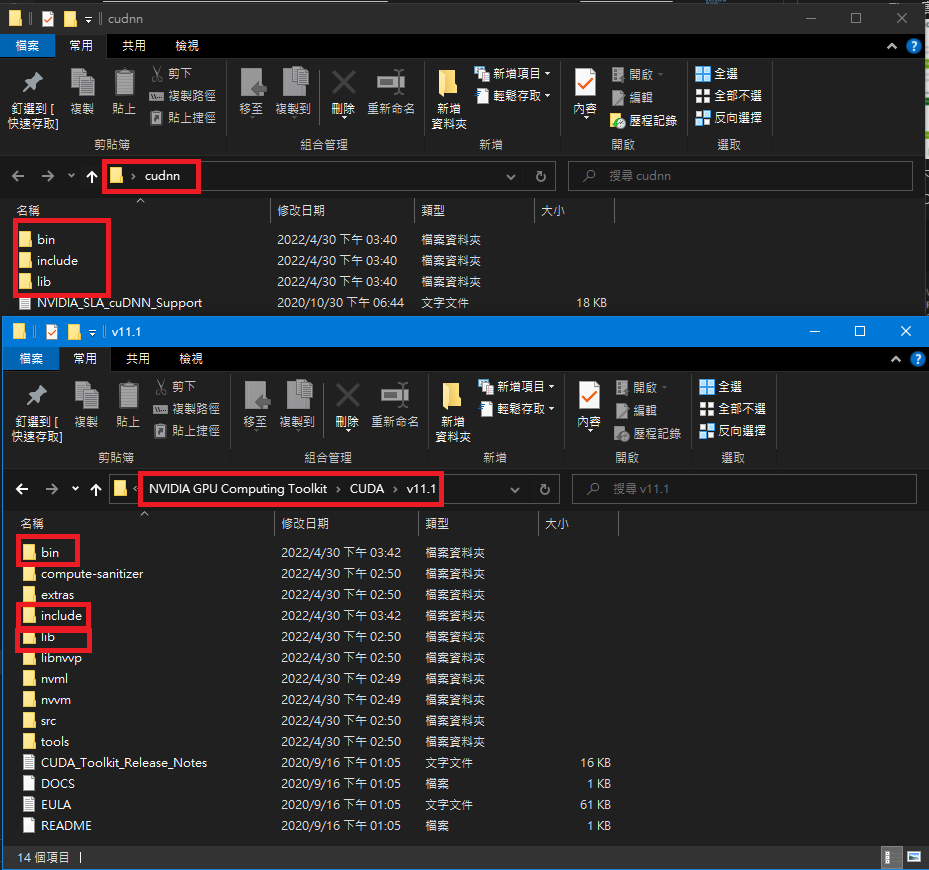 cudnn
檔案 常用 共用 檢視
釘選到 [
快速存取]
複製
貼上
剪下
複製路徑
貼上捷徑
剪貼簿
移至
複製到
刪除
重新命名
組合管理
新增
資料夾
新增項目
輕鬆存取
新增
內容
開啟
編輯
歷程記錄
開啟
全選
全部不選
反向選擇
選取
cudnn
搜尋 cudnn
名稱 修改日期 類型 大小
bin 2022/4/30 下午 03:40 檔案資料夾
include 2022/4/30 下午 03:40 檔案資料夾
lib 2022/4/30 下午 03:40 檔案資料夾
NVIDIA_SLA_cuDNN_Support 2020/10/30 下午 06:44 文字文件 18 KB
v11.1
檔案 常用 共用 檢視
釘選到 [
快速存取]
複製
貼上
剪下
複製路徑
貼上捷徑
剪貼簿
移至
複製到
刪除
重新命名
組合管理
新增
資料夾
新增項目
輕鬆存取
新增
內容
開啟
編輯
歷程記錄
開啟
全選
全部不選
反向選擇
選取
NVIDIA GPU Computing Toolkit › CUDA › v11.1
搜尋 v11.1
名稱 修改日期 類型 大小
bin 2022/4/30 下午 03:42 檔案資料夾
compute-sanitizer 2022/4/30 下午 02:50 檔案資料夾
extras 2022/4/30 下午 02:50 檔案資料夾
include 2022/4/30 下午 03:42 檔案資料夾
lib 2022/4/30 下午 02:50 檔案資料夾
libnvvp 2022/4/30 下午 02:50 檔案資料夾
nvml 2022/4/30 下午 02:49 檔案資料夾
nvvm 2022/4/30 下午 02:49 檔案資料夾
src 2022/4/30 下午 02:50 檔案資料夾
tools 2022/4/30 下午 02:50 檔案資料夾
CUDA_Toolkit_Release_Notes 2020/9/16 下午 01:05 文字文件 16 KB
DOCS 2020/9/16 下午 01:05 檔案 1 KB
EULA 2020/9/16 下午 01:05 文字文件 61 KB
README 2020/9/16 下午 01:05 檔案 1 KB
14 個項目